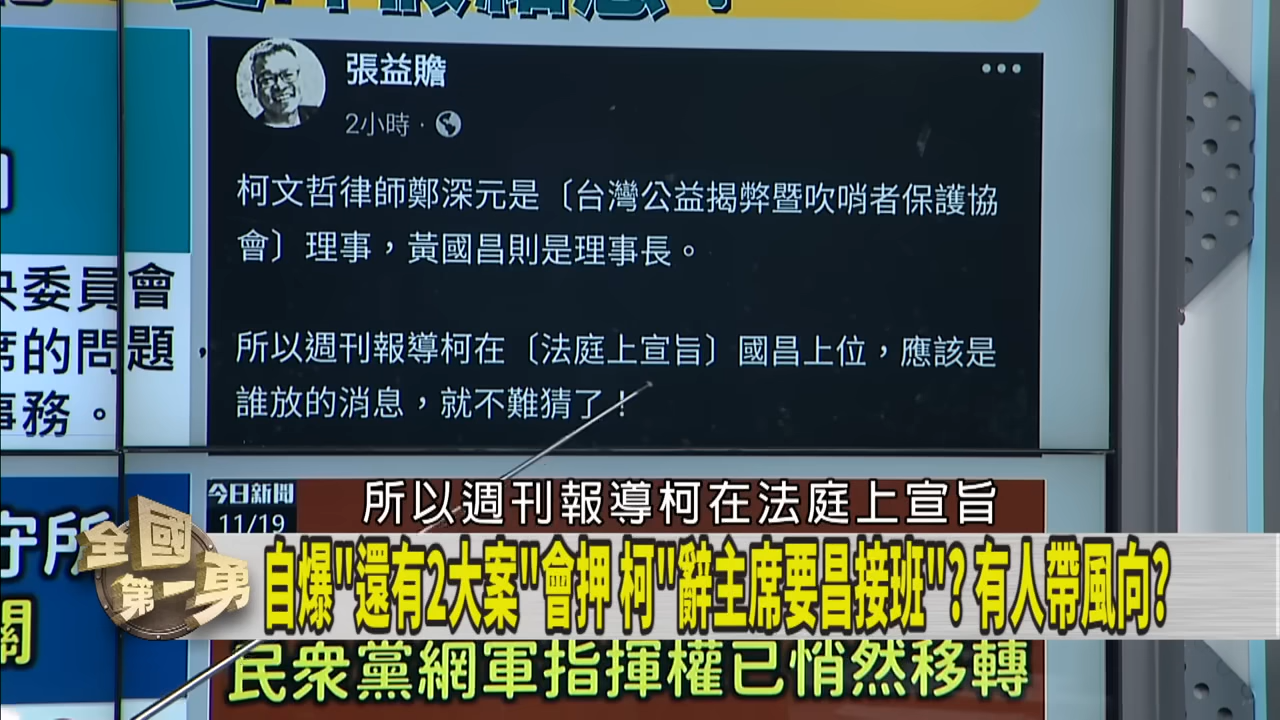 張益贍
2小時·
柯文哲律師鄭深元是〔台灣公益揭弊暨吹哨者保護協
會〕理事，黃國昌則是理事長。
所以週刊報導柯在〔法庭上宣旨〕國昌上位，應該是
誰放的消息，就不難猜了！
委員會
席的問題，
事務。
守所
關
今日新聞
11/19
所以週刊報導柯在法庭上宣旨
全國第一勇
自爆"還有2大案"會押 柯"辭主席要昌接班"？有人帶風向？
民眾黨網軍指揮權已悄然移轉